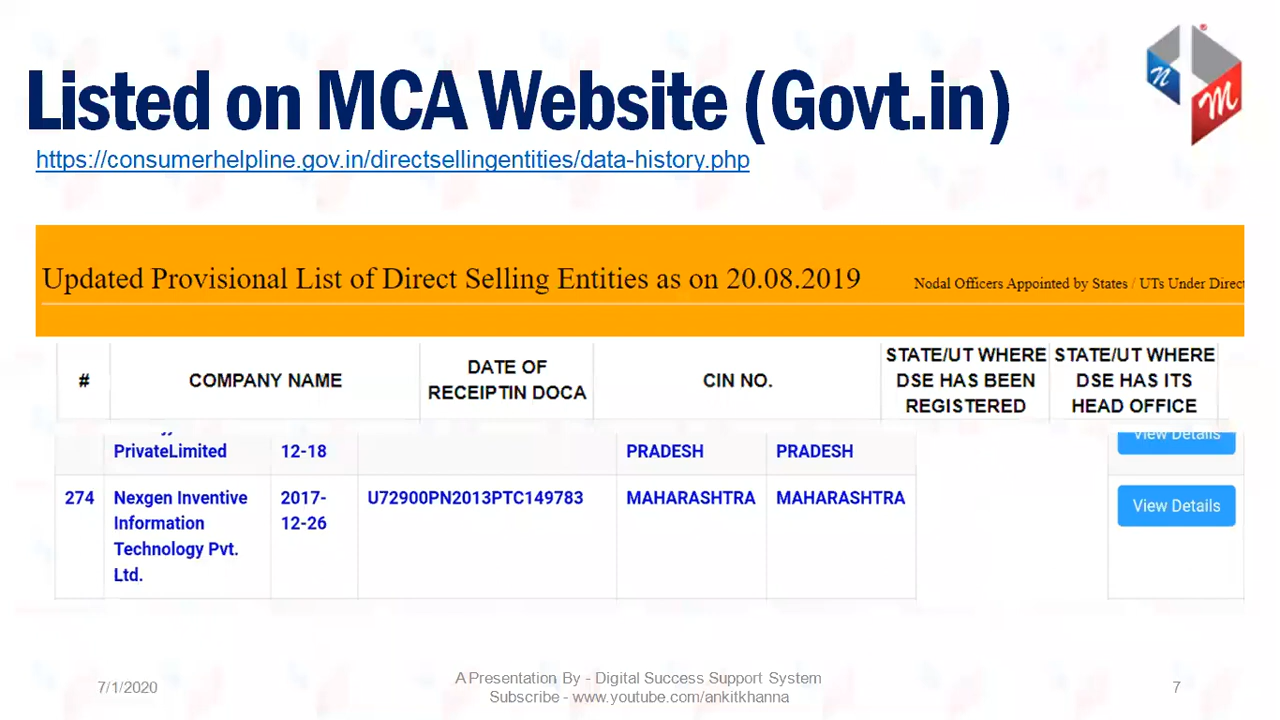 Listed on MCA Website (Govt.in)
https://consumerhelpline.gov.in/directsellingentities/data-history.php
n
m
Updated Provisional List of Direct Selling Entities as on 20.08.2019
Nodal Officers Appointed by States / UTs Under Direct
#
COMPANY NAME
DATE OF
RECEIPTIN DOCA
CIN NO.
STATE/UT WHERE
DSE HAS BEEN
REGISTERED
STATE/UT WHERE
DSE HAS ITS
HEAD OFFICE
PrivateLimited
12-18
PRADESH
PRADESH
View Details
274
Nexgen Inventive
Information
Technology Pvt.
Ltd.
2017-
12-26
U72900PN2013PTC149783
MAHARASHTRA
MAHARASHTRA
View Details
7/1/2020
A Presentation By - Digital Success Support System
Subscribe - www.youtube.com/ankitkhanna
7